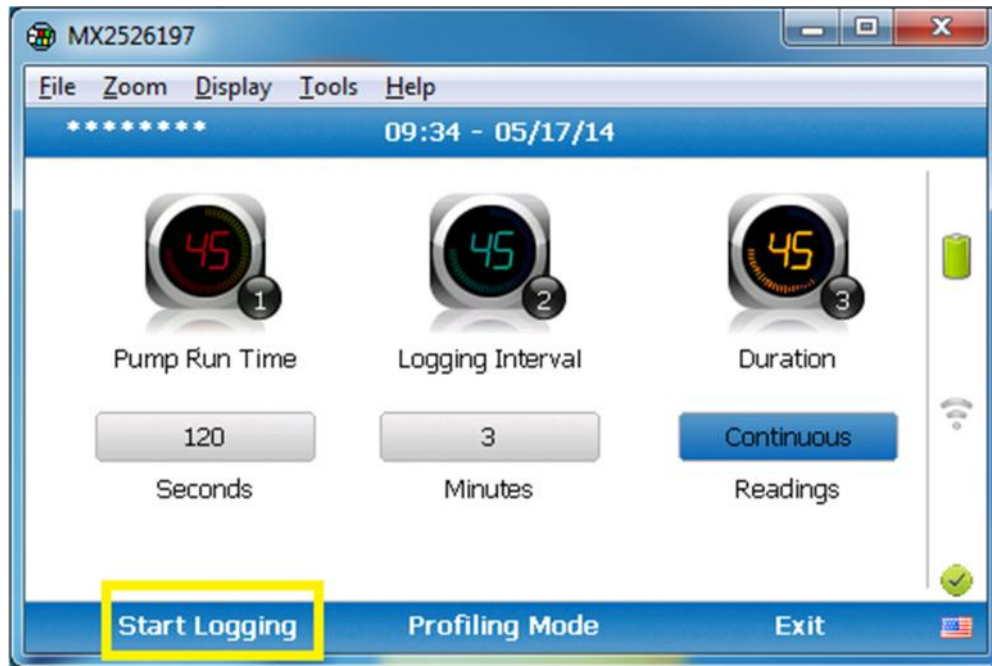 MX2526197
File Zoom Display Tools Help
******** 09:34 - 05/17/14
45 45 45
1 2 3
Pump Run Time Logging Interval Duration
120 3 Continuous
Seconds Minutes Readings
Start Logging Profiling Mode Exit